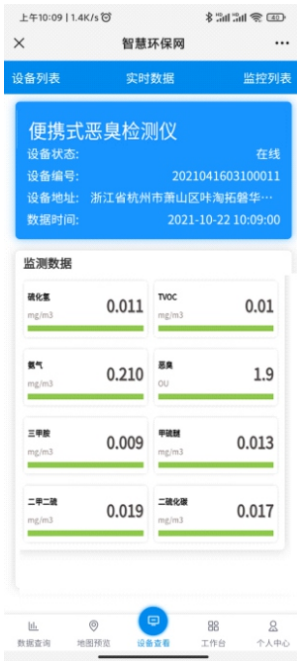 上午10:09 | 1.4K/s
40
智慧环保网
设备列表 实时数据 监控列表
便携式恶臭检测仪
设备状态: 在线
设备编号: 2021041603100011
设备地址: 浙江省杭州市萧山区咔淘拓磐华…
数据时间: 2021-10-22 10:09:00
监测数据
硫化氢 TVOC
mg/m3 0.011 mg/m3 0.01
氨气 恶臭
mg/m3 0.210 OU 1.9
三甲胺 甲硫醚
mg/m3 0.009 mg/m3 0.013
二甲二硫 二硫化碳
mg/m3 0.019 mg/m3 0.017
数据查询 地图预览 设备查看 工作台 个人中心